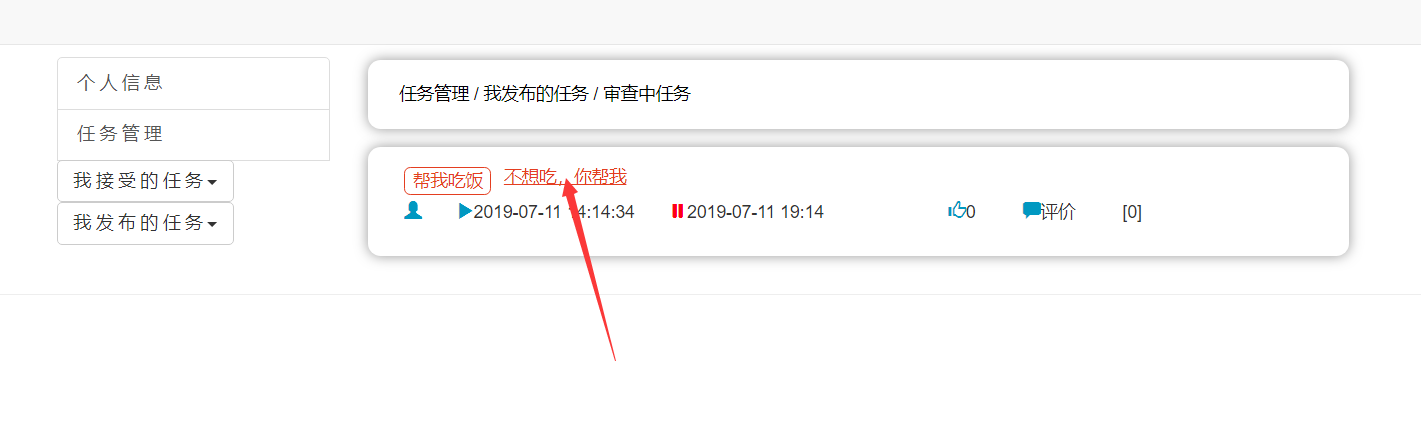 个人信息
任务管理
我接受的任务
我发布的任务
任务管理 / 我发布的任务 / 审查中任务
帮我吃饭 不想吃，你帮我
2019-07-11 14:14:34 2019-07-11 19:14 0 评价 [0]